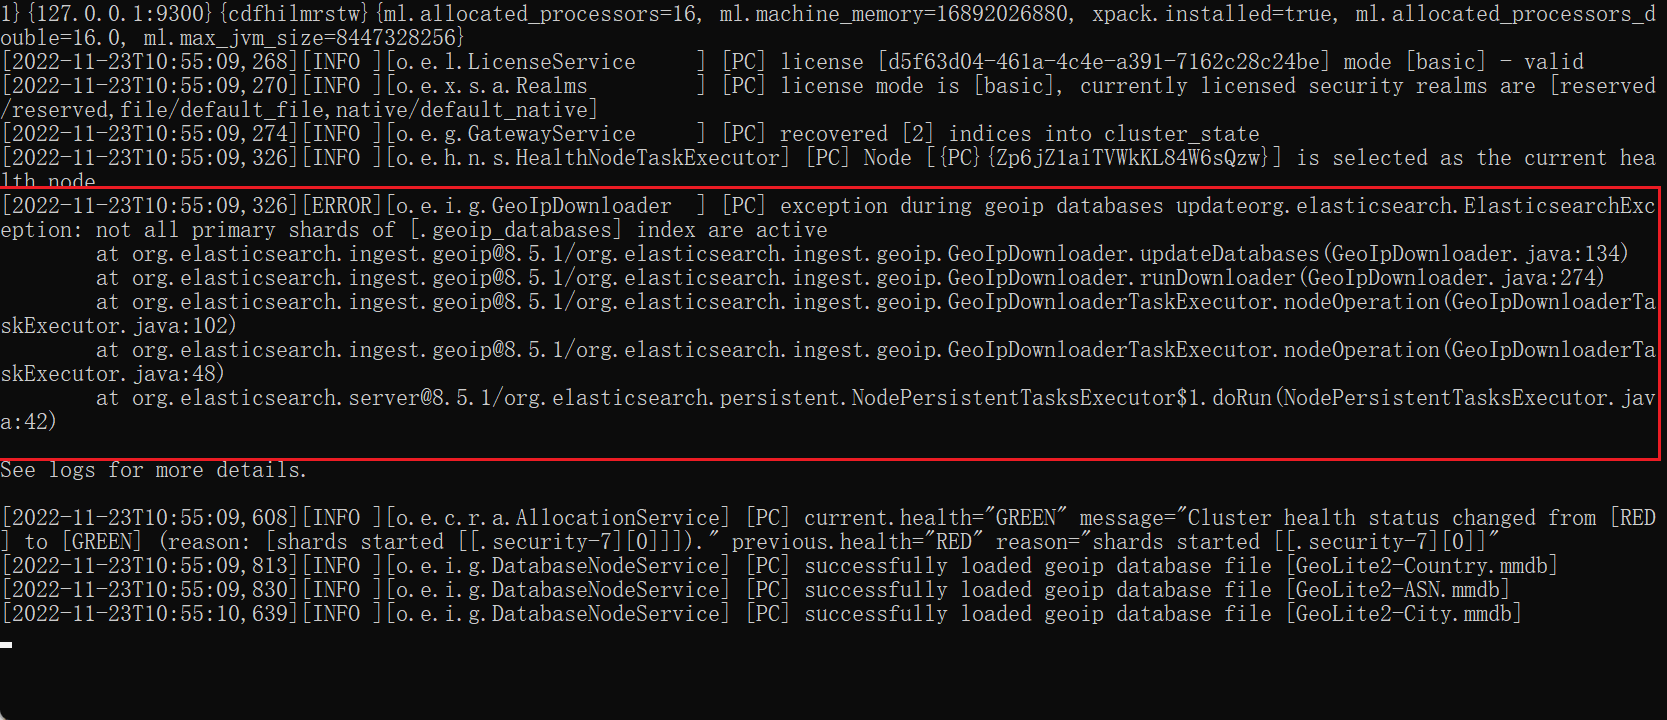 1}{127.0.0.1:9300}{cdfhilmrstw}{ml.allocated_processors=16, ml.machine_memory=16892026880, xpack.installed=true, ml.allocated_processors_d
ouble=16.0, ml.max_jvm_size=8447328256}
[2022-11-23T10:55:09,268][INFO ][o.e.l.LicenseService     ] [PC] license [d5f63d04-461a-4c4e-a391-7162c28c24be] mode [basic] - valid
[2022-11-23T10:55:09,270][INFO ][o.e.x.s.a.Realms         ] [PC] license mode is [basic], currently licensed security realms are [reserved
/reserved,file/default_file,native/default_native]
[2022-11-23T10:55:09,274][INFO ][o.e.g.GatewayService     ] [PC] recovered [2] indices into cluster_state
[2022-11-23T10:55:09,326][INFO ][o.e.h.n.s.HealthNodeTaskExecutor] [PC] Node [{PC}{Zp6jZ1aiTVWkKL84W6sQzw}] is selected as the current hea
lth node
[2022-11-23T10:55:09,326][ERROR][o.e.i.g.GeoIpDownloader  ] [PC] exception during geoip databases updateorg.elasticsearch.ElasticsearchExc
eption: not all primary shards of [.geoip_databases] index are active
        at org.elasticsearch.ingest.geoip@8.5.1/org.elasticsearch.ingest.geoip.GeoIpDownloader.updateDatabases(GeoIpDownloader.java:134)
        at org.elasticsearch.ingest.geoip@8.5.1/org.elasticsearch.ingest.geoip.GeoIpDownloader.runDownloader(GeoIpDownloader.java:274)
        at org.elasticsearch.ingest.geoip@8.5.1/org.elasticsearch.ingest.geoip.GeoIpDownloaderTaskExecutor.nodeOperation(GeoIpDownloaderTa
skExecutor.java:102)
        at org.elasticsearch.ingest.geoip@8.5.1/org.elasticsearch.ingest.geoip.GeoIpDownloaderTaskExecutor.nodeOperation(GeoIpDownloaderTa
skExecutor.java:48)
        at org.elasticsearch.server@8.5.1/org.elasticsearch.persistent.NodePersistentTasksExecutor$1.doRun(NodePersistentTasksExecutor.jav
a:42)
See logs for more details.
[2022-11-23T10:55:09,608][INFO ][o.e.c.r.a.AllocationService] [PC] current.health="GREEN" message="Cluster health status changed from [RED
] to [GREEN] (reason: [shards started [[.security-7][0]]])." previous.health="RED" reason="shards started [[.security-7][0]]"
[2022-11-23T10:55:09,813][INFO ][o.e.i.g.DatabaseNodeService] [PC] successfully loaded geoip database file [GeoLite2-Country.mmdb]
[2022-11-23T10:55:09,830][INFO ][o.e.i.g.DatabaseNodeService] [PC] successfully loaded geoip database file [GeoLite2-ASN.mmdb]
[2022-11-23T10:55:10,639][INFO ][o.e.i.g.DatabaseNodeService] [PC] successfully loaded geoip database file [GeoLite2-City.mmdb]